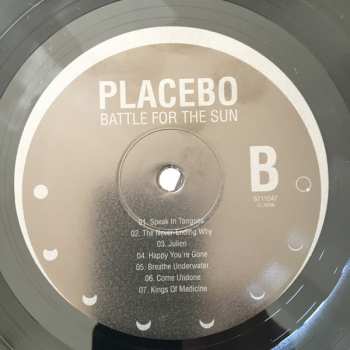 PLACEBO
BATTLE FOR THE SUN
B
01. Speak In Tongues
02. The Never-Ending Why
03. Julien
04. Happy You're Gone
05. Breathe Underwater
06. Come Undone
07. Kings Of Medicine